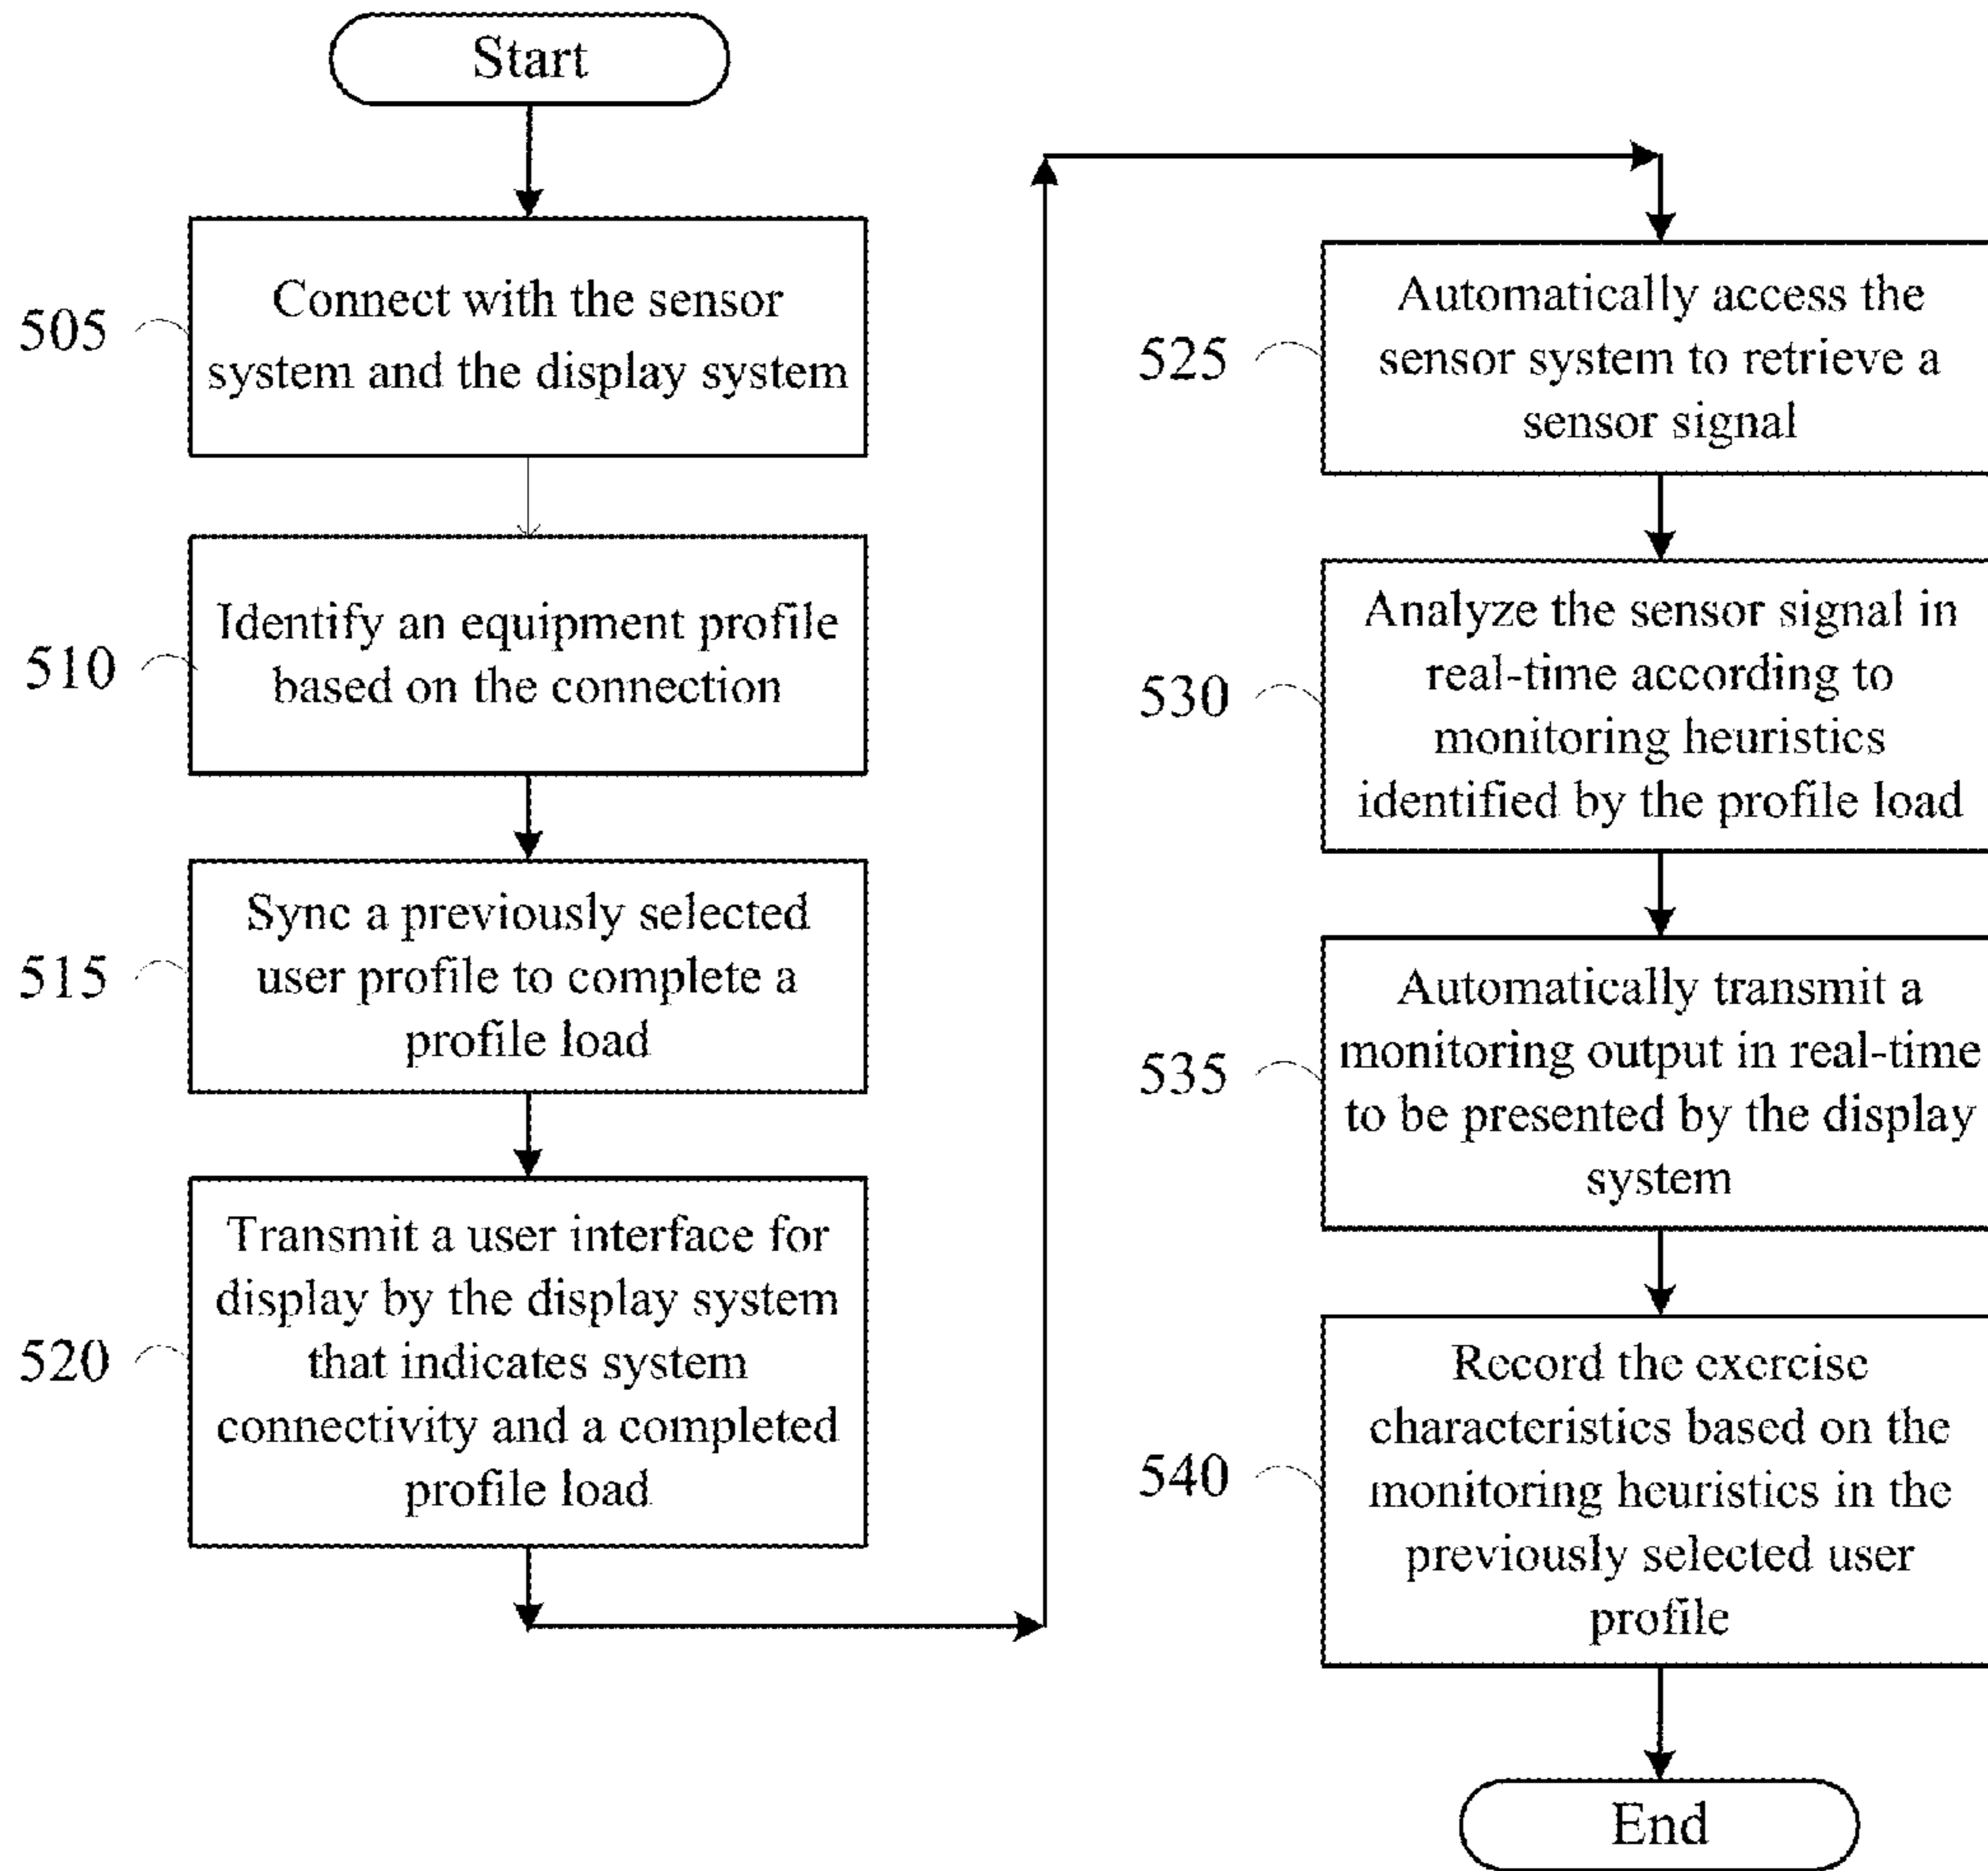 Start
505
Connect with the sensor
system and the display system
510
Identify an equipment profile
based on the connection
515
Sync a previously selected
user profile to complete a
profile load
520
Transmit a user interface for
display by the display system
that indicates system
connectivity and a completed
profile load
525
Automatically access the
sensor system to retrieve a
sensor signal
530
Analyze the sensor signal in
real-time according to
monitoring heuristics
identified by the profile load
535
Automatically transmit a
monitoring output in real-time
to be presented by the display
system
540
Record the exercise
characteristics based on the
monitoring heuristics in the
previously selected user
profile
End